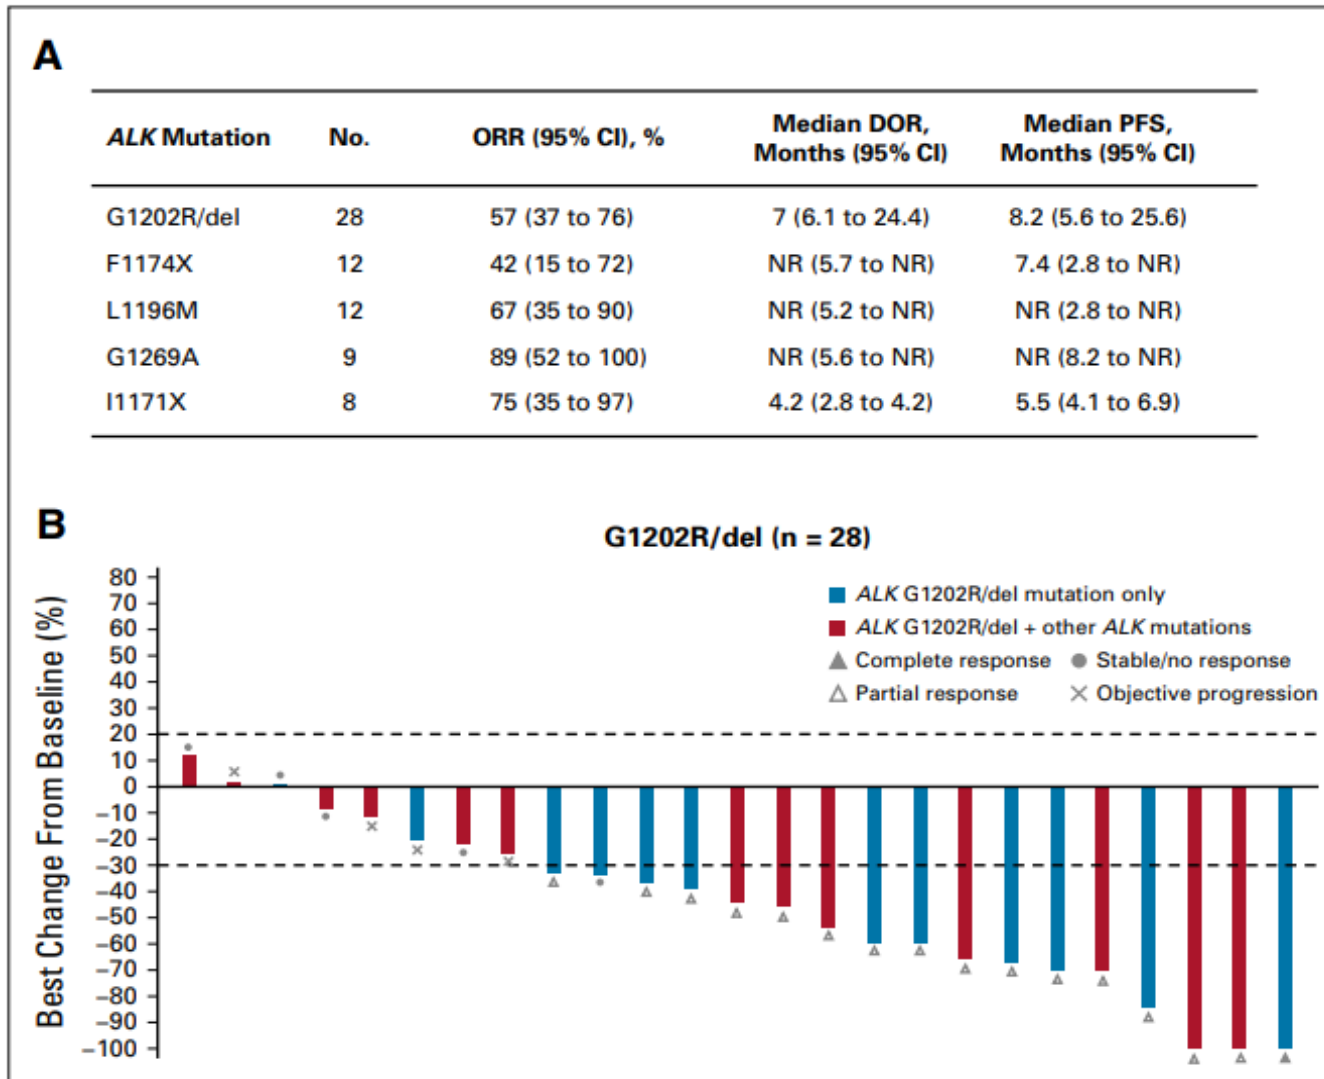 A
ALK Mutation No. ORR (95% CI), % Median DOR, Months (95% CI) Median PFS, Months (95% CI)
G1202R/del 28 57 (37 to 76) 7 (6.1 to 24.4) 8.2 (5.6 to 25.6)
F1174X 12 42 (15 to 72) NR (5.7 to NR) 7.4 (2.8 to NR)
L1196M 12 67 (35 to 90) NR (5.2 to NR) NR (2.8 to NR)
G1269A 9 89 (52 to 100) NR (5.6 to NR) NR (8.2 to NR)
I1171X 8 75 (35 to 97) 4.2 (2.8 to 4.2) 5.5 (4.1 to 6.9)
B
G1202R/del (n = 28)
Best Change From Baseline (%)
80
70
60
50
40
30
20
10
0
−10
−20
−30
−40
−50
−60
−70
−80
−90
−100
ALK G1202R/del mutation only
ALK G1202R/del + other ALK mutations
Complete response Stable/no response
Partial response Objective progression